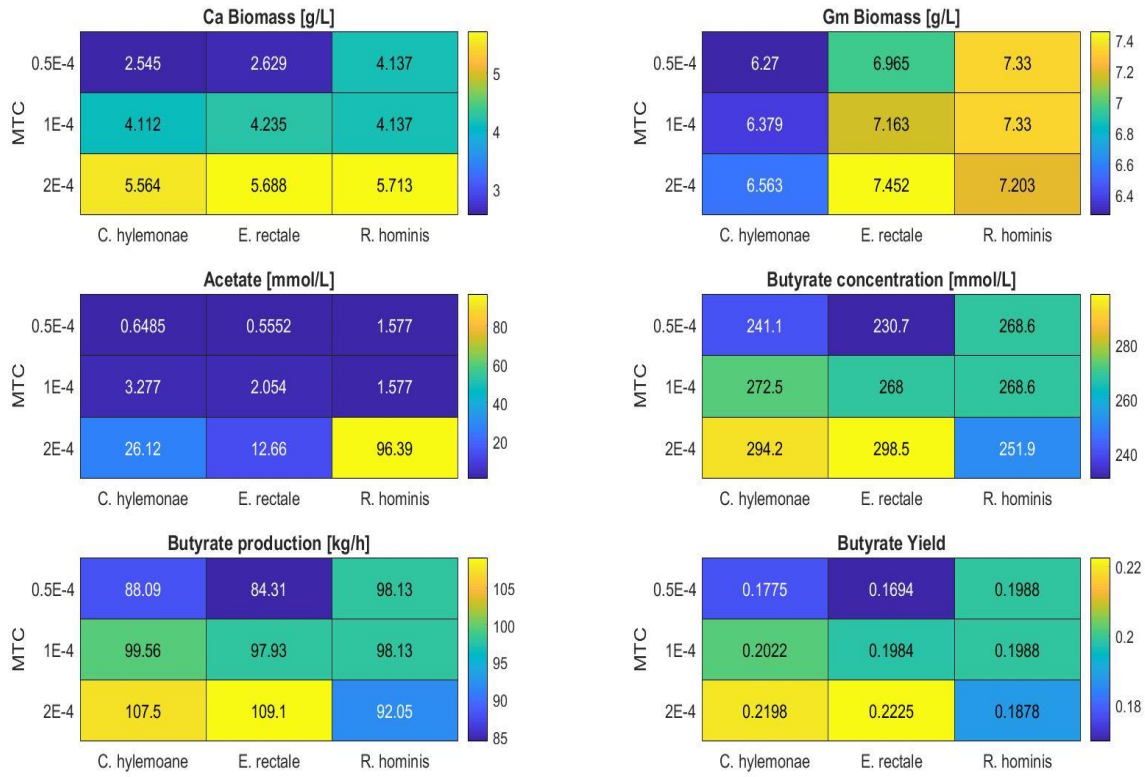 Ca Biomass [g/L]
0.5E-4 2.545 2.629 4.137
1E-4 4.112 4.235 4.137
2E-4 5.564 5.688 5.713
MTC
C. hylemonae E. rectale R. hominis
5
4
3
Gm Biomass [g/L]
0.5E-4 6.27 6.965 7.33
1E-4 6.379 7.163 7.33
2E-4 6.563 7.452 7.203
MTC
C. hylemonae E. rectale R. hominis
7.4
7.2
7
6.8
6.6
6.4
Acetate [mmol/L]
0.5E-4 0.6485 0.5552 1.577
1E-4 3.277 2.054 1.577
2E-4 26.12 12.66 96.39
MTC
C. hylemonae E. rectale R. hominis
80
60
40
20
Butyrate concentration [mmol/L]
0.5E-4 241.1 230.7 268.6
1E-4 272.5 268 268.6
2E-4 294.2 298.5 251.9
MTC
C. hylemonae E. rectale R. hominis
280
260
240
Butyrate production [kg/h]
0.5E-4 88.09 84.31 98.13
1E-4 99.56 97.93 98.13
2E-4 107.5 109.1 92.05
MTC
C. hylemoane E. rectale R. hominis
105
100
95
90
85
Butyrate Yield
0.5E-4 0.1775 0.1694 0.1988
1E-4 0.2022 0.1984 0.1988
2E-4 0.2198 0.2225 0.1878
MTC
C. hylemonae E. rectale R. hominis
0.22
0.2
0.18